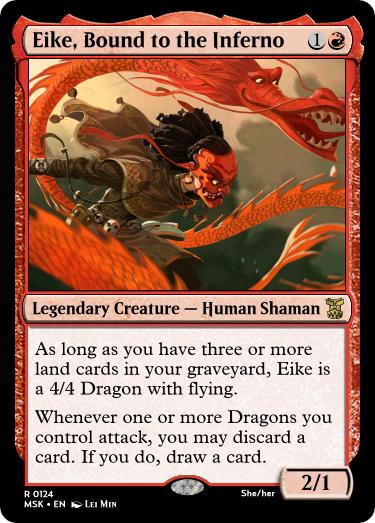 Eike, Bound to the Inferno 1
Legendary Creature — Human Shaman
As long as you have three or more
land cards in your graveyard, Eike is
a 4/4 Dragon with flying.
Whenever one or more Dragons you
control attack, you may discard a
card. If you do, draw a card.
2/1
R 0124
She/her
MSK • EN Lei Min